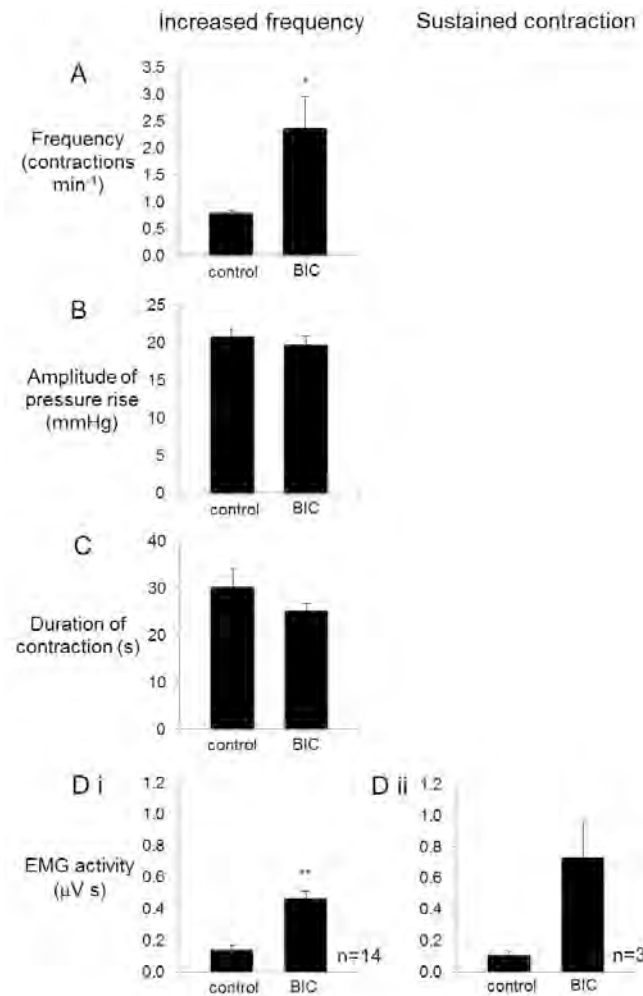 Increased frequency
Sustained contraction
A
Frequency
(contractions
min⁻¹)
3.5
3.0
2.5
2.0
1.5
1.0
0.5
0.0
*
control
BIC
B
Amplitude of
pressure rise
(mmHg)
25
20
15
10
5
0
control
BIC
C
Duration of
contraction (s)
40
30
20
10
0
control
BIC
D i
EMG activity
(µV s)
1.2
1.0
0.8
0.6
0.4
0.2
0.0
**
n=14
control
BIC
D ii
1.2
1.0
0.8
0.6
0.4
0.2
0.0
n=3
control
BIC